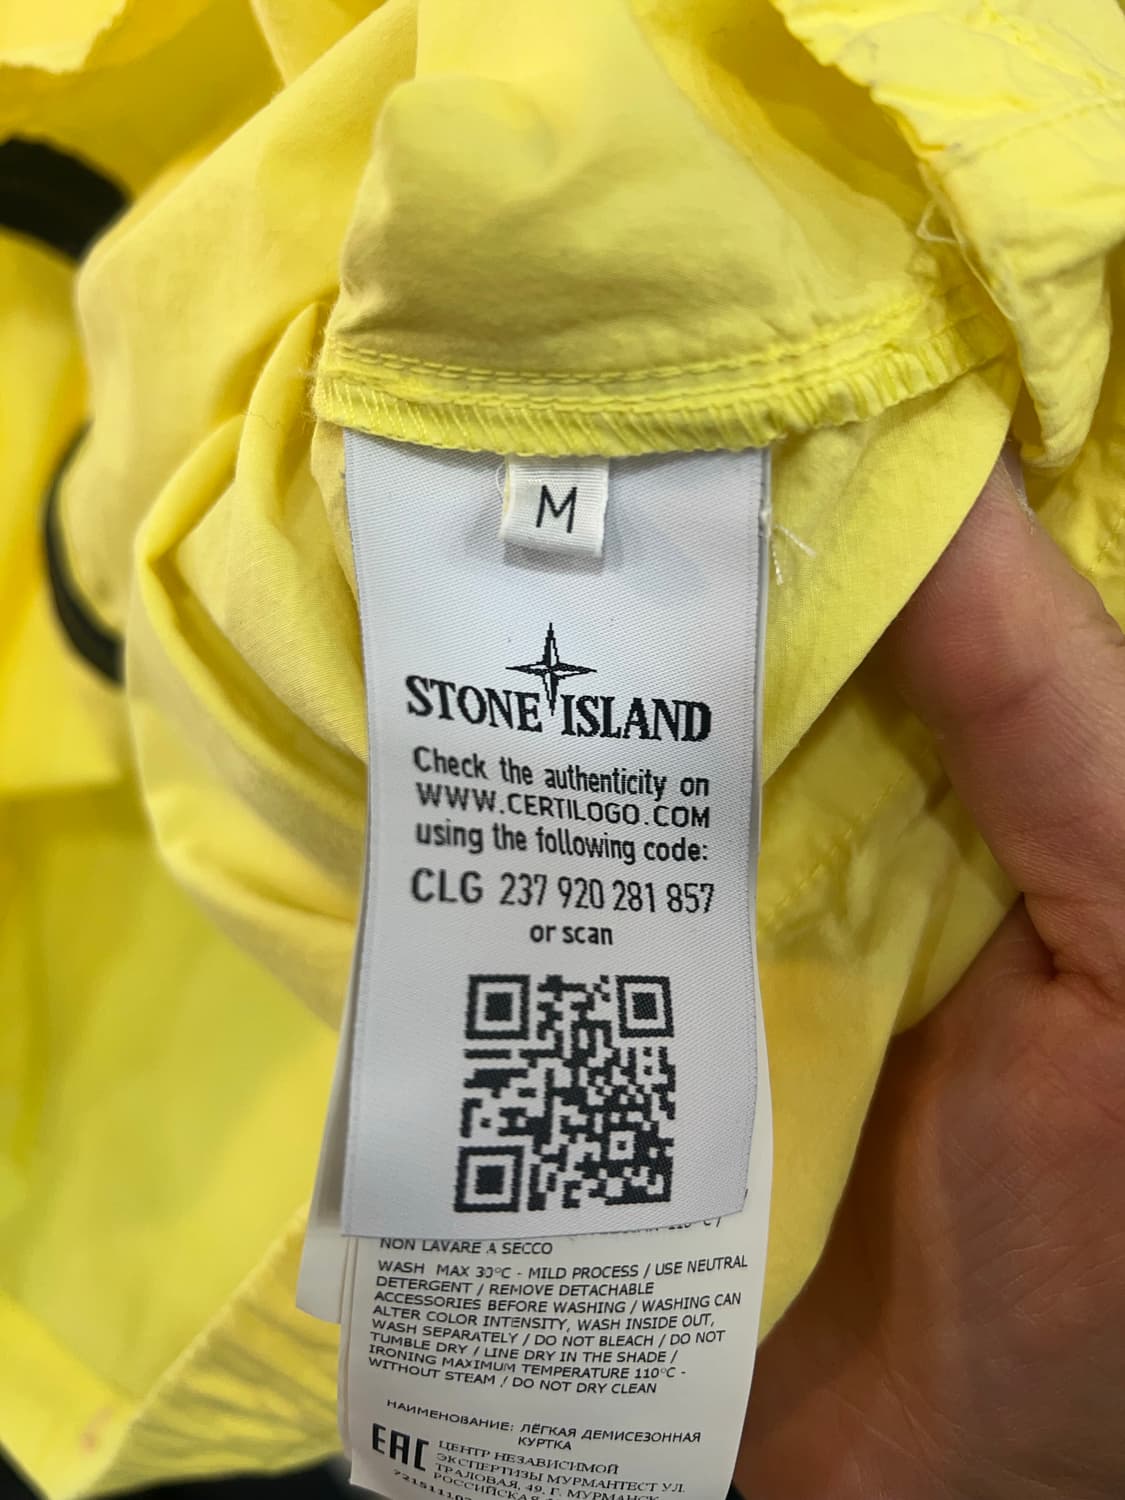 M
STONE ISLAND
Check the authenticity on
WWW.CERTILOGO.COM
using the following code:
CLG 237 920 281 857
or scan
NON LAVARE A SECCO
WASH MAX 30°C - MILD PROCESS / USE NEUTRAL
DETERGENT / REMOVE DETACHABLE
ACCESSORIES BEFORE WASHING / WASHING CAN
ALTER COLOR INTENSITY, WASH INSIDE OUT,
WASH SEPARATELY / DO NOT BLEACH / DO NOT
TUMBLE DRY / LINE DRY IN THE SHADE /
IRONING MAXIMUM TEMPERATURE 110°C -
WITHOUT STEAM / DO NOT DRY CLEAN
НАИМЕНОВАНИЕ: ЛЁГКАЯ ДЕМИСЕЗОННАЯ
КУРТКА
EAC ЦЕНТР НЕЗАВИСИМОЙ
ЭКСПЕРТИЗЫ МУРМАНТЕСТ УЛ.
ТРАЛОВАЯ, 49, Г. МУРМАНСК